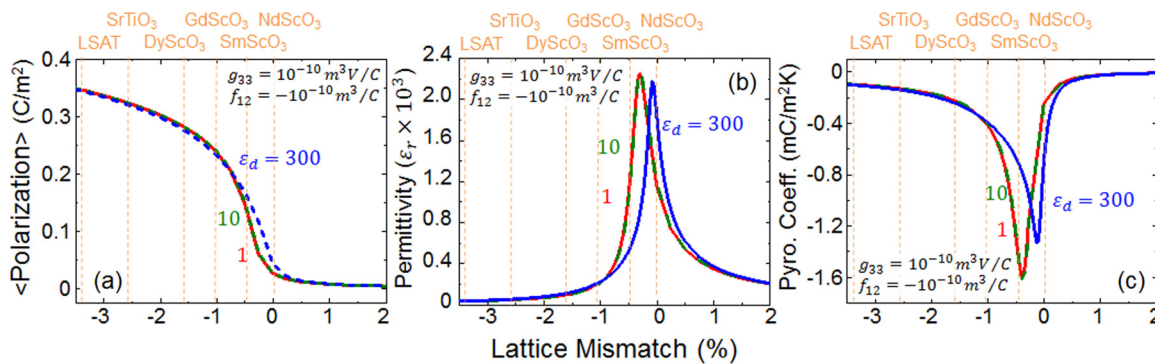 SrTiO₃ GdScO₃ NdScO₃
LSAT DyScO₃ SmScO₃
<Polarization> (C/m²)
0.4
0.3
0.2
0.1
0
g₃₃ = 10⁻¹⁰ m³V/C
f₁₂ = −10⁻¹⁰ m³/C
ε_d = 300
10
1
(a)
-3 -2 -1 0 1 2
SrTiO₃ GdScO₃ NdScO₃
LSAT DyScO₃ SmScO₃
Permittivity (ε_r × 10³)
2.4
2.0
1.6
1.2
0.8
0.4
0
g₃₃ = 10⁻¹⁰ m³V/C
f₁₂ = −10⁻¹⁰ m³/C
(b)
10
ε_d = 300
1
-3 -2 -1 0 1 2
Lattice Mismatch (%)
SrTiO₃ GdScO₃ NdScO₃
LSAT DyScO₃ SmScO₃
Pyro. Coeff. (mC/m²K)
0
-0.4
-0.8
-1.2
-1.6
10
ε_d = 300
1
g₃₃ = 10⁻¹⁰ m³V/C
f₁₂ = −10⁻¹⁰ m³/C
(c)
-3 -2 -1 0 1 2